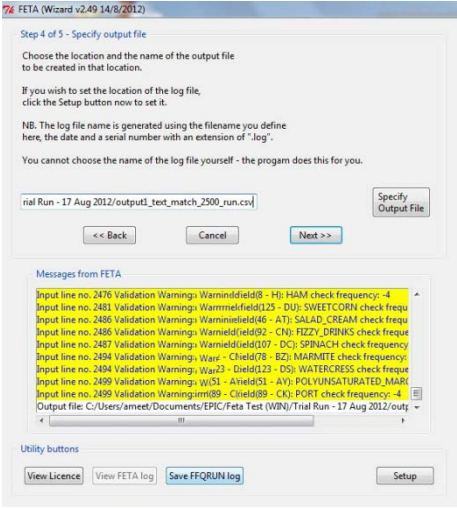 FETA (Wizard v2.49 14/8/2012)
Step 4 of 5 - Specify output file
Choose the location and the name of the output file
to be created in that location.
If you wish to set the location of the log file,
click the Setup button now to set it.
NB. The log file name is generated using the filename you define
here, the date and a serial number with an extension of ".log".
You cannot choose the name of the log file yourself - the progam does this for you.
rial Run - 17 Aug 2012/output1_text_match_2500_run.csv
Specify
Output File
<< Back
Cancel
Next >>
Messages from FETA
Input line no. 2476 Validation Warning: HAM check frequency: -4
Input line no. 2481 Validation Warning: (125 - DU): SWEETCORN check frequ
Input line no. 2486 Validation Warning: (46 - AT): SALAD_CREAM check frequ
Input line no. 2486 Validation Warning: (92 - CN): FIZZY_DRINKS check freque
Input line no. 2487 Validation Warning: (107 - DC): SPINACH check frequenc
Input line no. 2494 Validation Warning: (78 - BZ): MARMITE check frequency:
Input line no. 2494 Validation Warning: (123 - DS): WATERCRESS check freque
Input line no. 2499 Validation Warning: (51 - AY): POLYUNSATURATED_MARG
Input line no. 2499 Validation Warning: (89 - CK): PORT check frequency: -4
Output file: C:/Users/ameet/Documents/EPIC/Feta Test (WIN)/Trial Run - 17 Aug 2012/outp
Utility buttons
View Licence
View FETA log
Save FFQRUN log
Setup